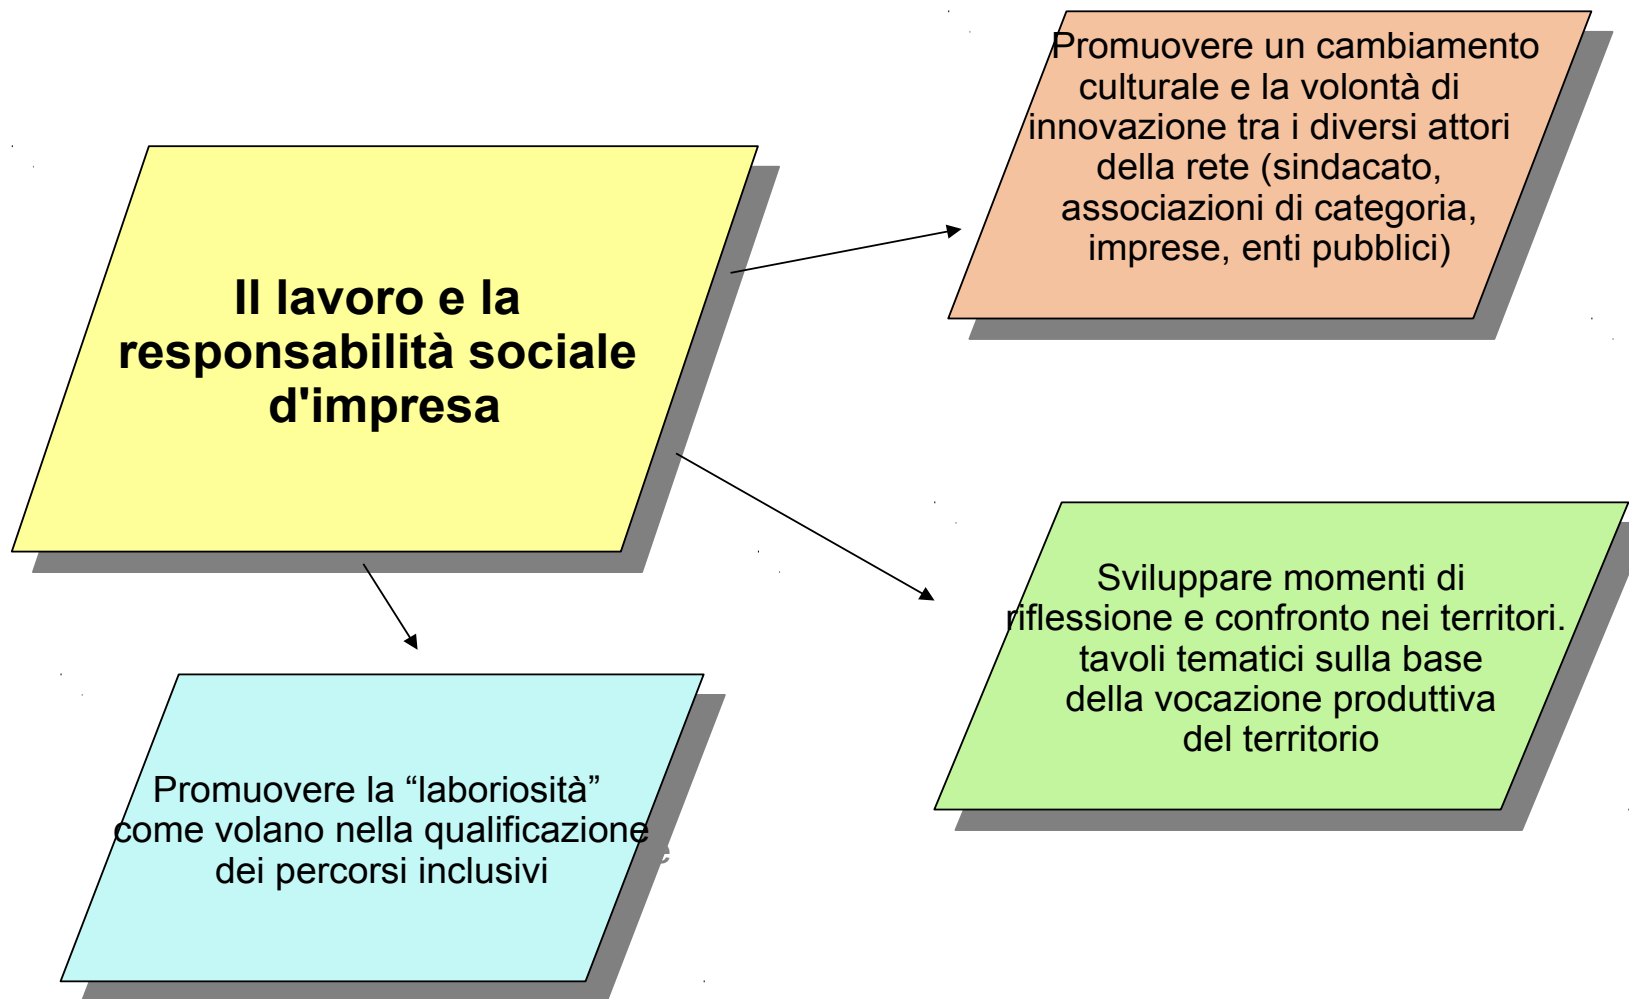 Il lavoro e la
responsabilità sociale
d'impresa
Promuovere un cambiamento
culturale e la volontà di
innovazione tra i diversi attori
della rete (sindacato,
associazioni di categoria,
imprese, enti pubblici)
Sviluppare momenti di
riflessione e confronto nei territori.
tavoli tematici sulla base
della vocazione produttiva
del territorio
Promuovere la “laboriosità”
come volano nella qualificazione
dei percorsi inclusivi